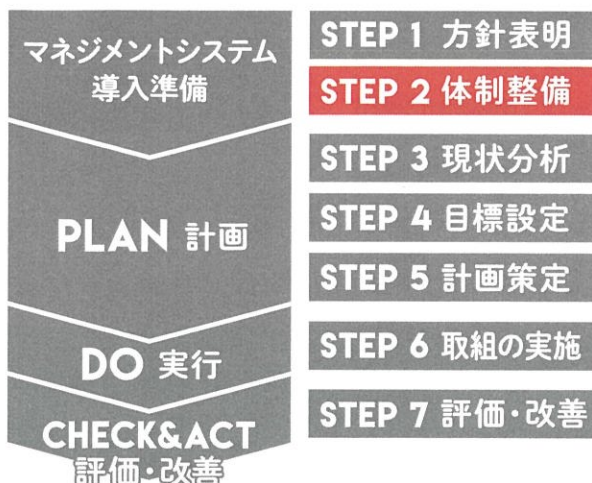 マネジメントシステム
導入準備
STEP 1 方針表明
STEP 2 体制整備
PLAN 計画
STEP 3 現状分析
STEP 4 目標設定
STEP 5 計画策定
DO 実行
STEP 6 取組の実施
CHECK&ACT
評価・改善
STEP 7 評価・改善